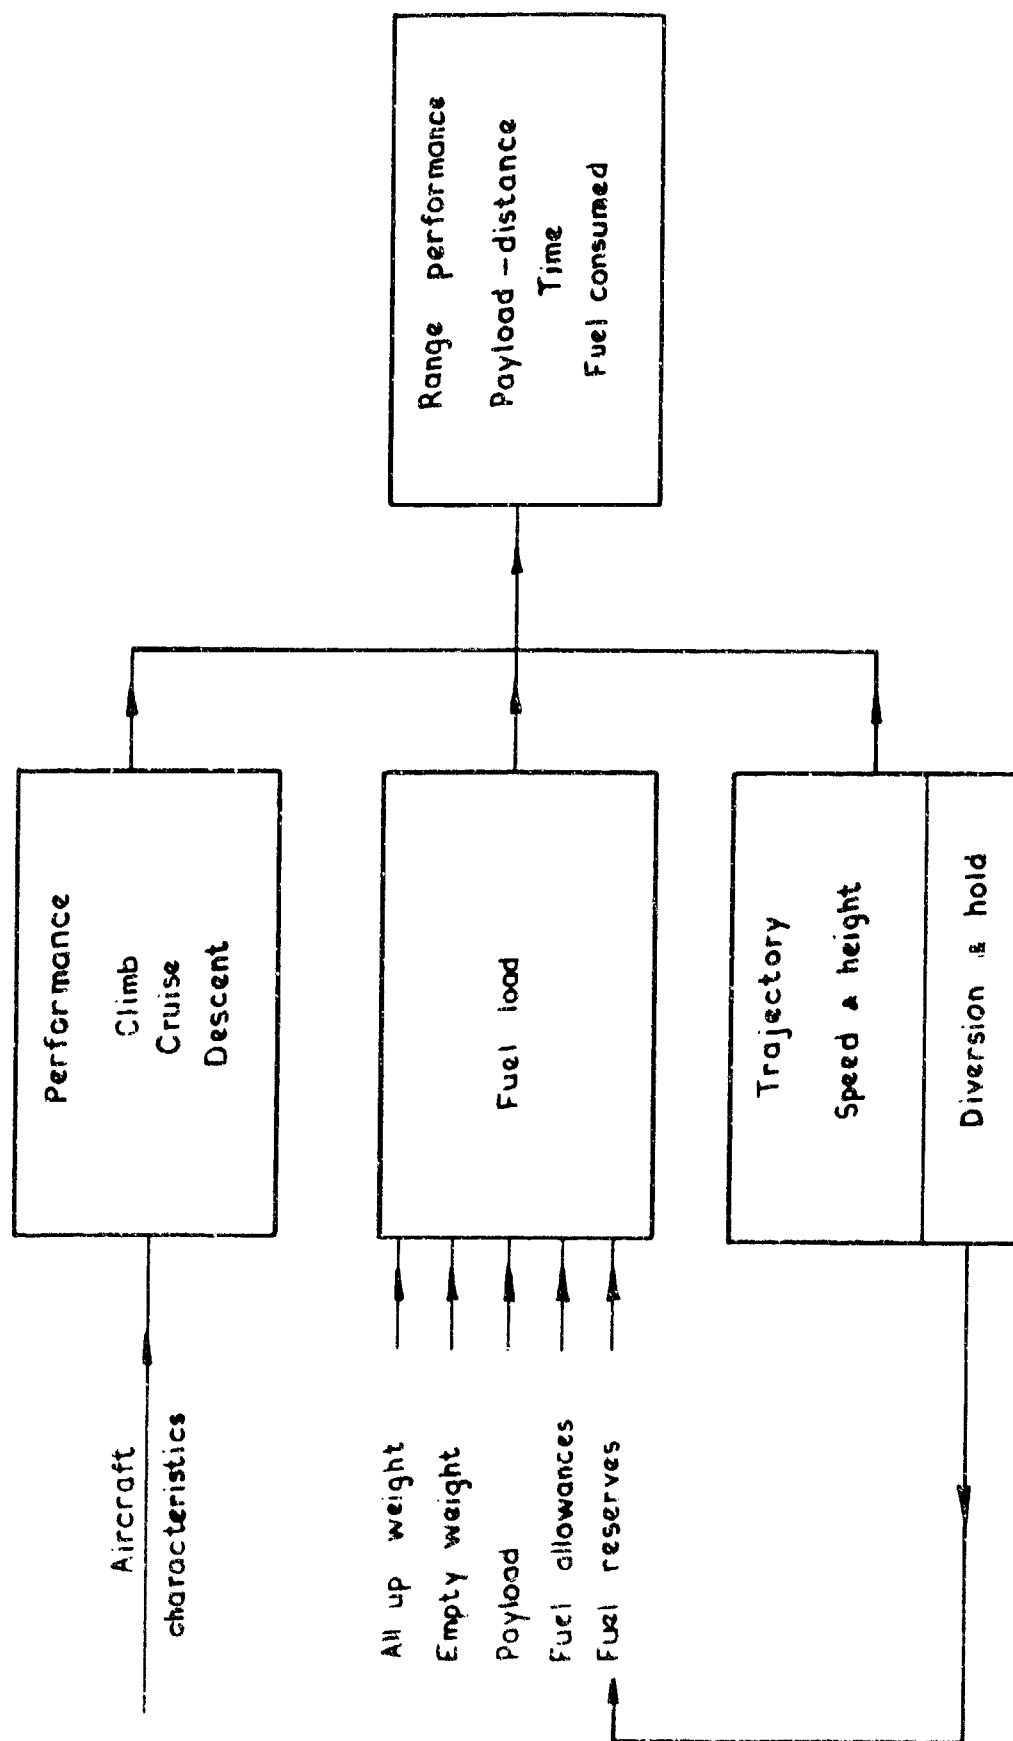 Aircraft
characteristics
Performance
Climb
Cruise
Descent
All up weight
Empty weight
Payload
Fuel allowances
Fuel reserves
Fuel load
Trajectory
Speed & height
Diversion & hold
Range performance
Payload-distance
Time
Fuel consumed